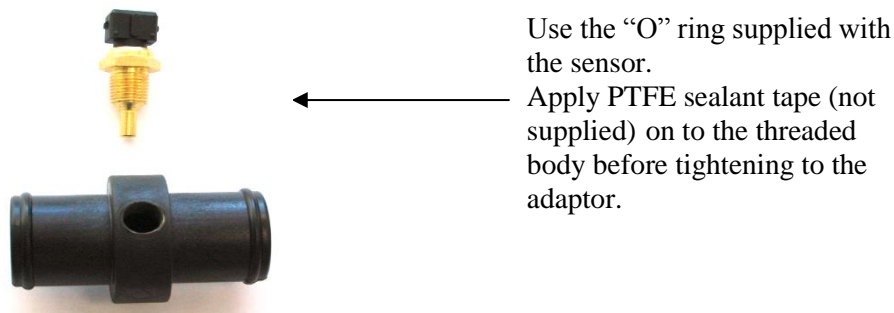 Use the “O” ring supplied with
the sensor.
Apply PTFE sealant tape (not
supplied) on to the threaded
body before tightening to the
adaptor.